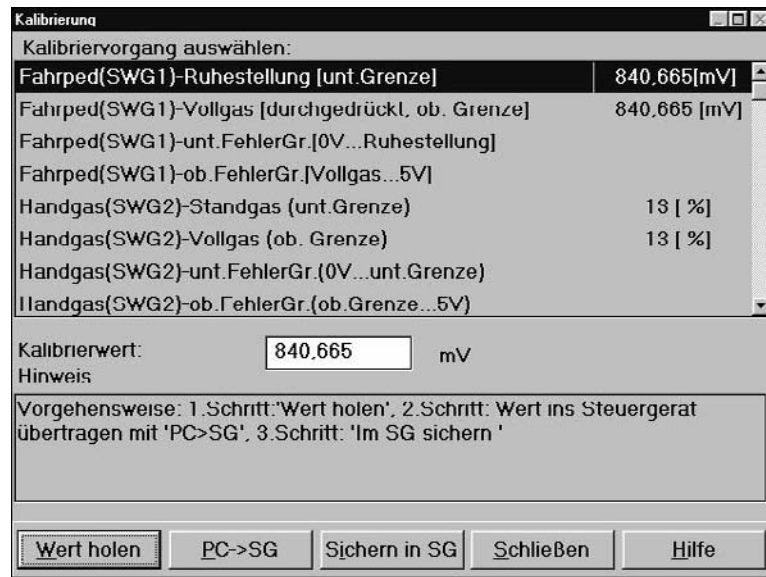 Kalibrierung
Kalibriervorgang auswählen:
Fahrped(SWG1)-Ruhestellung [unt.Grenze] 840,665[mV]
Fahrped(SWG1)-Vollgas [durchgedrückt, ob. Grenze] 840,665 [mV]
Fahrped(SWG1)-unt.FehlerGr.[0V...Ruhestellung]
Fahrped(SWG1)-ob.FehlerGr.[Vollgas...5V]
Handgas(SWG2)-Standgas (unt.Grenze) 13 [ %]
Handgas(SWG2)-Vollgas (ob. Grenze) 13 [ %]
Handgas(SWG2)-unt.FehlerGr.(0V...unt.Grenze)
Handgas(SWG2)-ob.FehlerGr.(ob.Grenze...5V)
Kalibrierwert: 840,665 mV
Hinweis
Vorgehensweise: 1.Schritt:'Wert holen', 2.Schritt: Wert ins Steuergerät
übertragen mit 'PC>SG', 3.Schritt: 'Im SG sichern '
Wert holen PC->SG Sichern in SG Schließen Hilfe